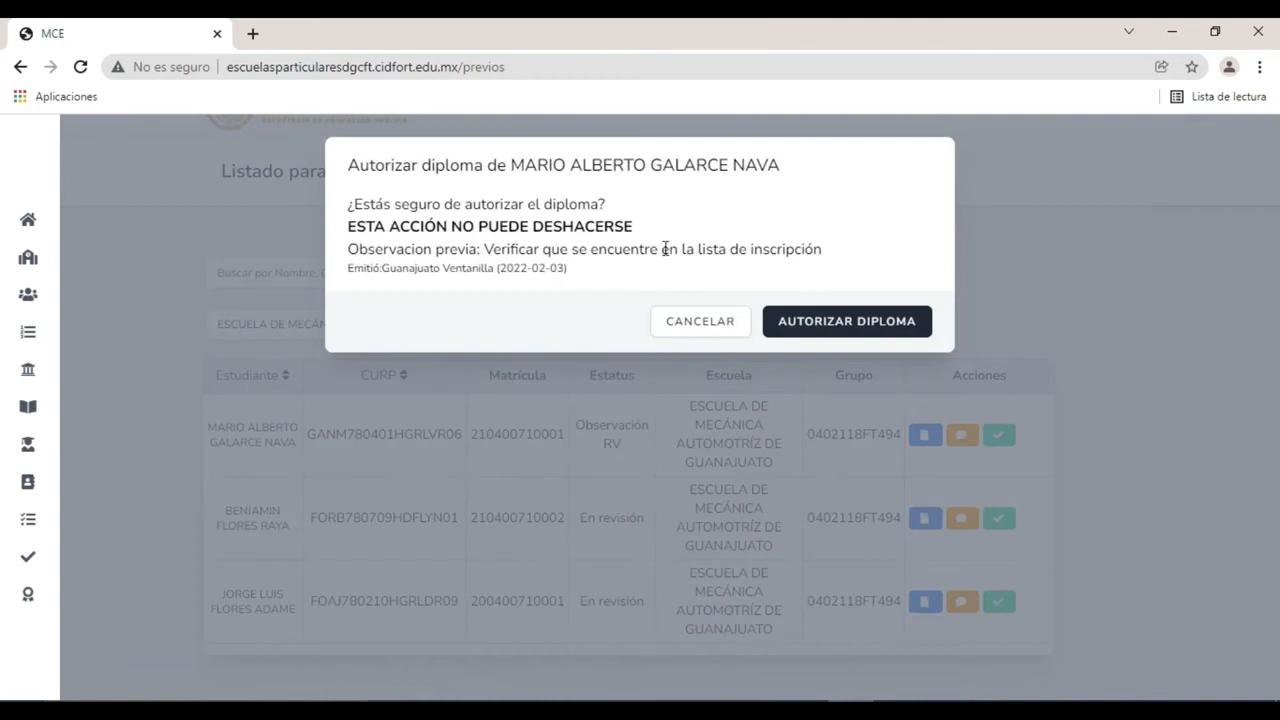 MCE
No es seguro
escuelasparticularesdgcft.cidfort.edu.mx/previos
Aplicaciones
Lista de lectura
Listado para
Autorizar diploma de MARIO ALBERTO GALARCE NAVA
¿Estás seguro de autorizar el diploma?
ESTA ACCIÓN NO PUEDE DESHACERSE
Observacion previa: Verificar que se encuentre en la lista de inscripción
Emitió:Guanajuato Ventanilla (2022-02-03)
CANCELAR
AUTORIZAR DIPLOMA
Buscar por Nombre, C
ESCUELA DE MECÁN
Estudiante CURP Matrícula Estatus Escuela Grupo Acciones
MARIO ALBERTO
GALARCE NAVA
GANM780401HGRLVR06
210400710001
Observación
RV
ESCUELA DE
MECÁNICA
AUTOMOTRÍZ DE
GUANAJUATO
0402118FT494
BENJAMIN
FLORES RAYA
FORB780709HDFLYN01
210400710002
En revisión
ESCUELA DE
MECÁNICA
AUTOMOTRÍZ DE
GUANAJUATO
0402118FT494
JORGE LUIS
FLORES ADAME
FOAJ780210HGRLDR09
200400710001
En revisión
ESCUELA DE
MECÁNICA
AUTOMOTRÍZ DE
GUANAJUATO
0402118FT494